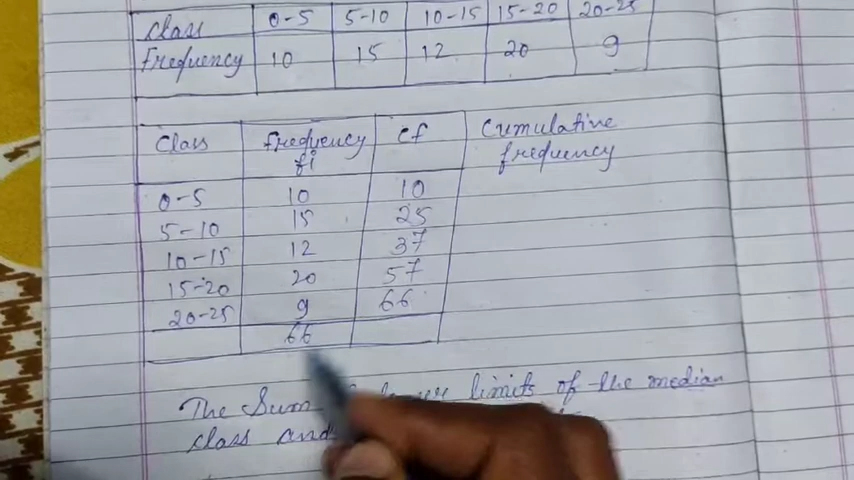 class 0-5 5-10 10-15 15-20 20-25
Frequency 10 15 12 20 9
Class Frequency fi cf Cumulative frequency
0-5 10 10
5-10 15 25
10-15 12 37
15-20 20 57
20-25 9 66
66
The Sum limits of the median
class and